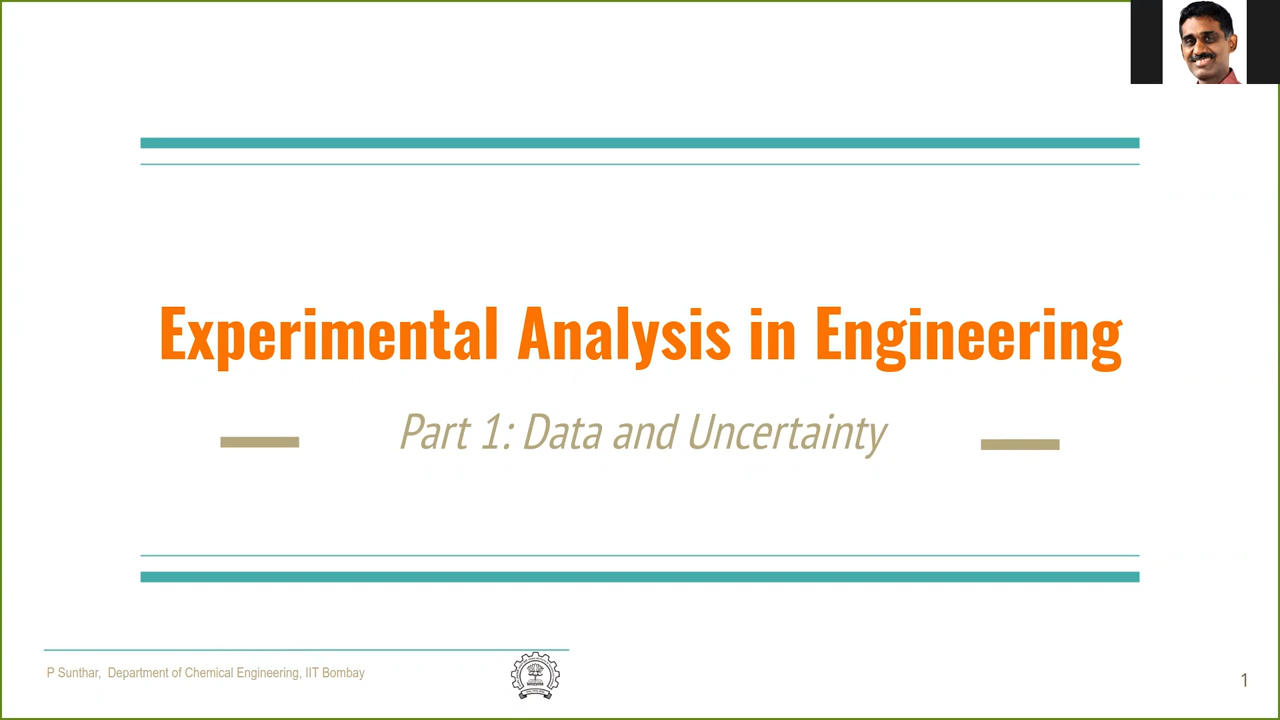 Experimental Analysis in Engineering
Part 1: Data and Uncertainty
P Sunthar, Department of Chemical Engineering, IIT Bombay
1